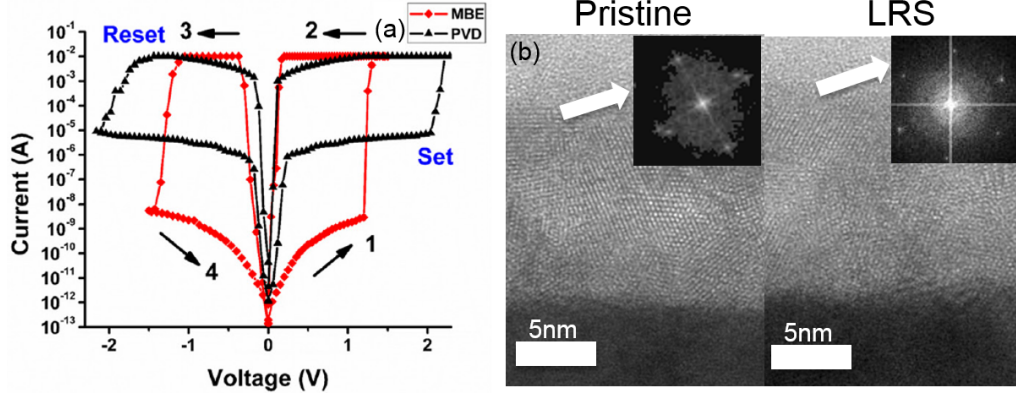 Pristine
LRS
(a)
MBE
PVD
Reset
3
2
Set
4
1
10⁻¹
10⁻²
10⁻³
10⁻⁴
10⁻⁵
10⁻⁶
10⁻⁷
10⁻⁸
10⁻⁹
10⁻¹⁰
10⁻¹¹
10⁻¹²
10⁻¹³
Current (A)
-2
-1
0
1
2
Voltage (V)
(b)
5nm
5nm